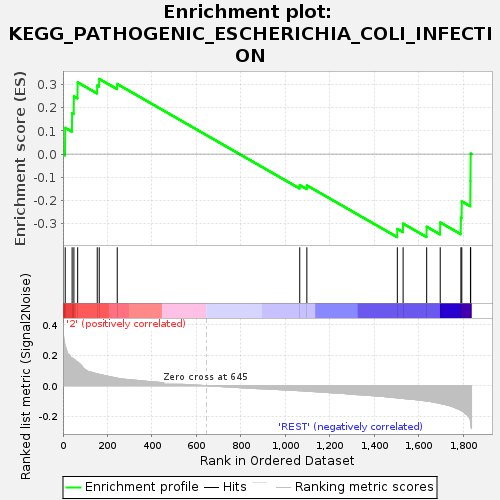 Enrichment plot:
KEGG_PATHOGENIC_ESCHERICHIA_COLI_INFECTI
ON
Enrichment score (ES)
0.3
0.2
0.1
0.0
-0.1
-0.2
-0.3
'2' (positively correlated)
Ranked list metric (Signal2Noise)
0.4
0.2
0.0
-0.2
Zero cross at 645
'REST' (negatively correlated)
0 200 400 600 800 1,000 1,200 1,400 1,600 1,800
Rank in Ordered Dataset
Enrichment profile Hits Ranking metric scores